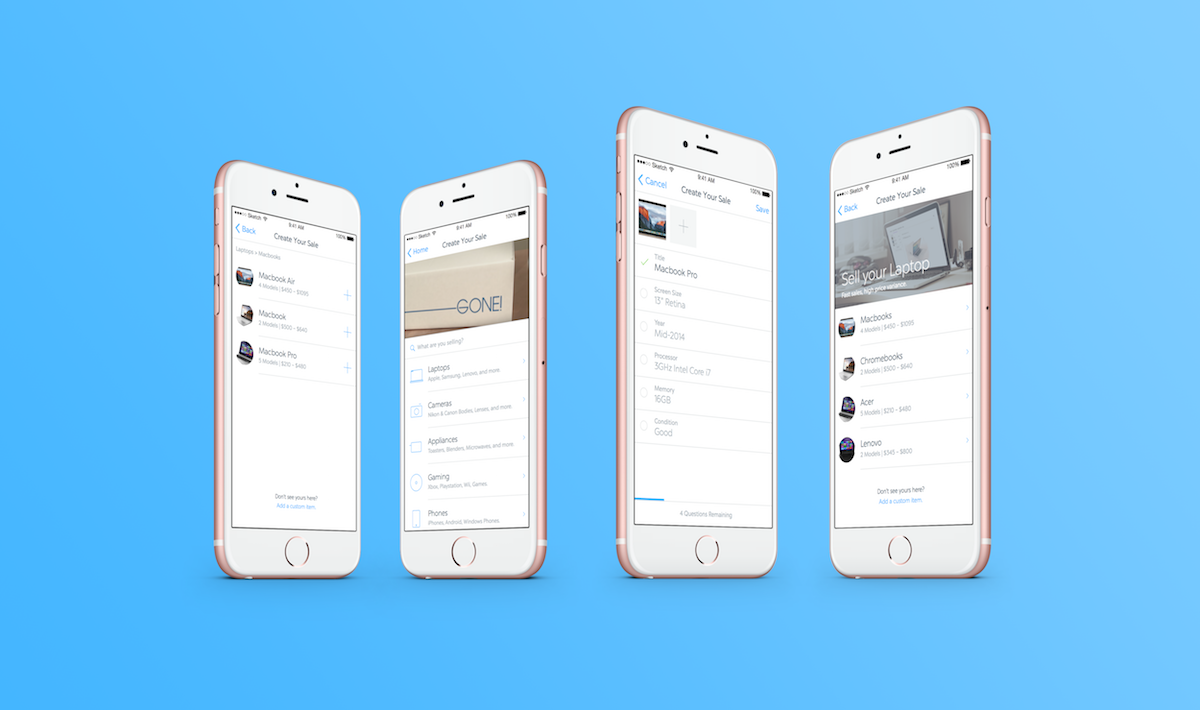 Sketch
9:41 AM
100%
Back
Create Your Sale
Laptops > Macbooks
Macbook Air
4 Models | $450 – $1095
Macbook
2 Models | $500 – $640
Macbook Pro
5 Models | $210 – $480
Don't see yours here?
Add a custom item.
Sketch
9:41 AM
100%
Home
Create Your Sale
GONE!
What are you selling?
Laptops
Apple, Samsung, Lenovo, and more
Cameras
Nikon & Canon Bodies, Lenses, and more
Appliances
Toasters, Blenders, Microwaves, and more.
Gaming
Xbox, Playstation, Wii, Games
Phones
iPhones, Android, Windows Phones,
Sketch
9:41 AM
100%
Cancel
Create Your Sale
Save
Title
Macbook Pro
Screen Size
13" Retina
Year
Mid-2014
Processor
3GHz Intel Core i7
Memory
16GB
Condition
Good
4 Questions Remaining
Sketch
9:41 AM
100%
Back
Create Your Sale
Sell your Laptop
Fast sales, high price variance.
Macbooks
4 Models | $450 – $1095
Chromebooks
2 Models | $500 – $640
Acer
5 Models | $210 – $480
Lenovo
2 Models | $345 – $800
Don't see yours here?
Add a custom item.